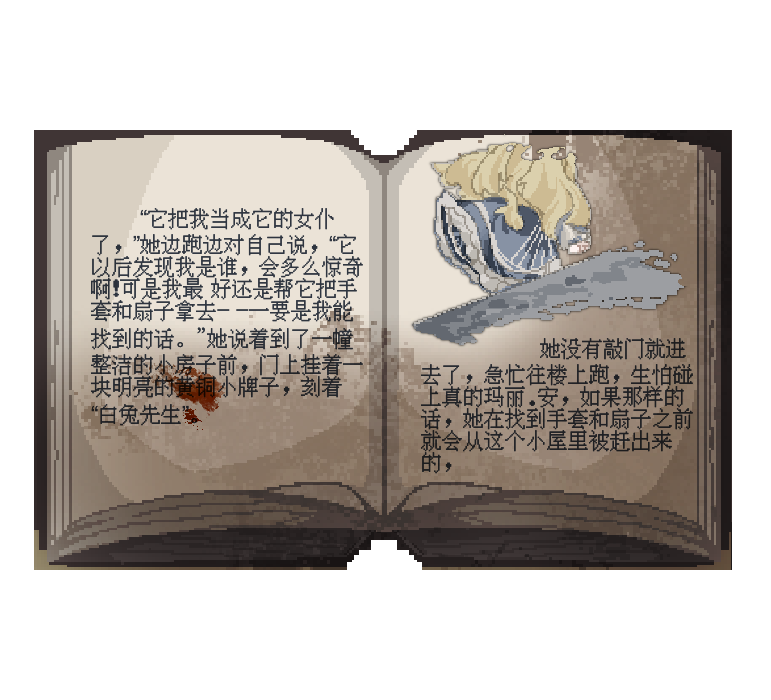 “它把我当成它的女仆
了，”她边跑边对自己说，“它
以后发现我是谁，会多么惊奇
啊!可是我最 好还是帮它把手
套和扇子拿去---要是我能
找到的话。”她说着到了一幢
整洁的小房子前，门上挂着一
块明亮的黄铜小牌子，刻着
“白兔先生”
她没有敲门就进
去了，急忙往楼上跑，生怕碰
上真的玛丽.安，如果那样的
话，她在找到手套和扇子之前
就会从这个小屋里被赶出来
的，